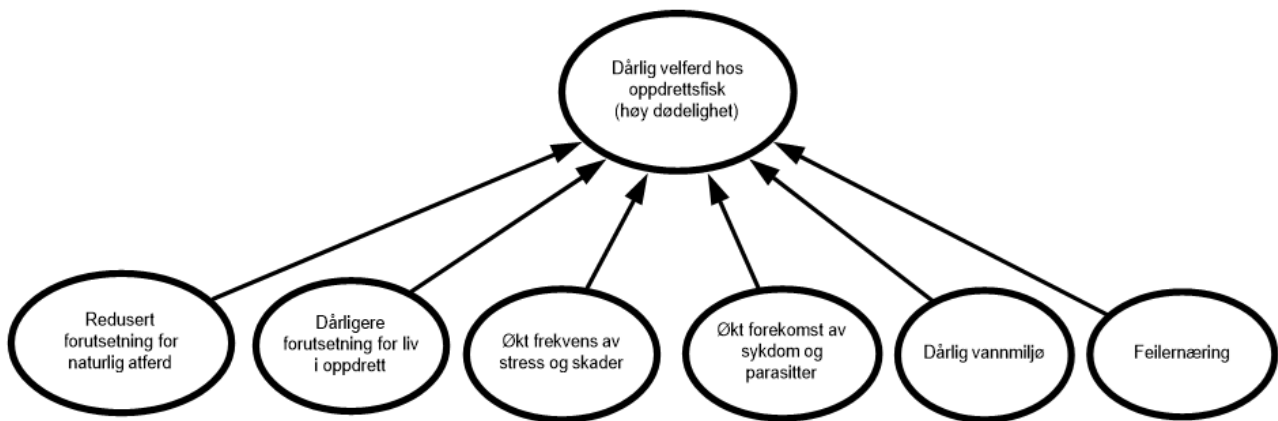 Dårlig velferd hos
oppdrettsfisk
(høy dødelighet)
Redusert
forutsetning for
naturlig atferd
Dårligere
forutsetning for liv
i oppdrett
Økt frekvens av
stress og skader
Økt forekomst av
sykdom og
parasitter
Dårlig vannmiljø
Feilernæring